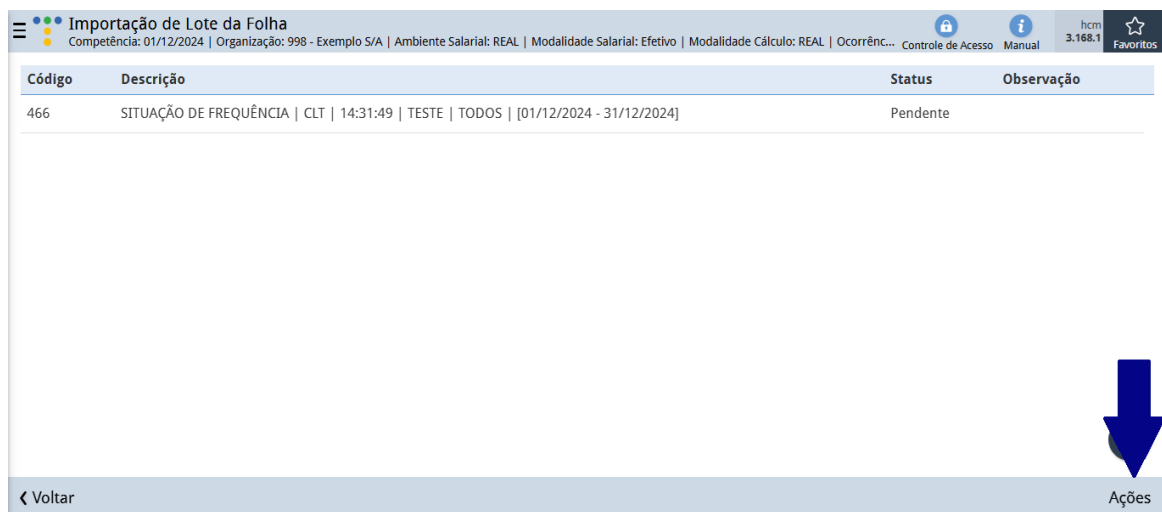 Importação de Lote da Folha
Competência: 01/12/2024 | Organização: 998 - Exemplo S/A | Ambiente Salarial: REAL | Modalidade Salarial: Efetivo | Modalidade Cálculo: REAL | Ocorrênc...
Controle de Acesso
Manual
hcm
3.168.1
Favoritos
Código Descrição Status Observação
466 SITUAÇÃO DE FREQUÊNCIA | CLT | 14:31:49 | TESTE | TODOS | [01/12/2024 - 31/12/2024] Pendente
Voltar Ações